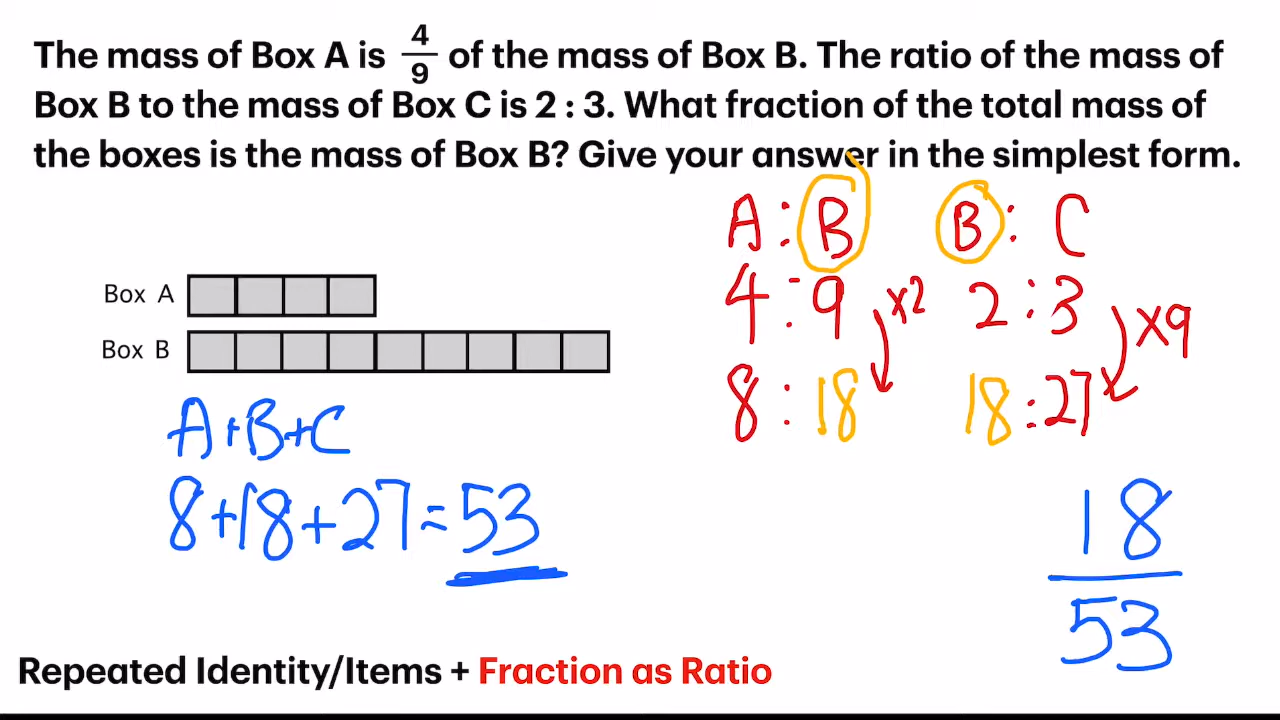 The mass of Box A is 4/9 of the mass of Box B. The ratio of the mass of
Box B to the mass of Box C is 2 : 3. What fraction of the total mass of
the boxes is the mass of Box B? Give your answer in the simplest form.
A : B B : C
4 : 9 x2 2 : 3 x9
8 : 18 18 : 27
Box A
Box B
A+B+C
8+18+27=53
18
53
Repeated Identity/Items + Fraction as Ratio